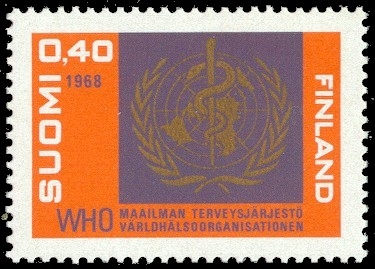 SUOMI
0,40
1968
FINLAND
WHO
MAAILMAN TERVEYSJÄRJESTÖ
VÄRLDHÄLSOORGANISATIONEN